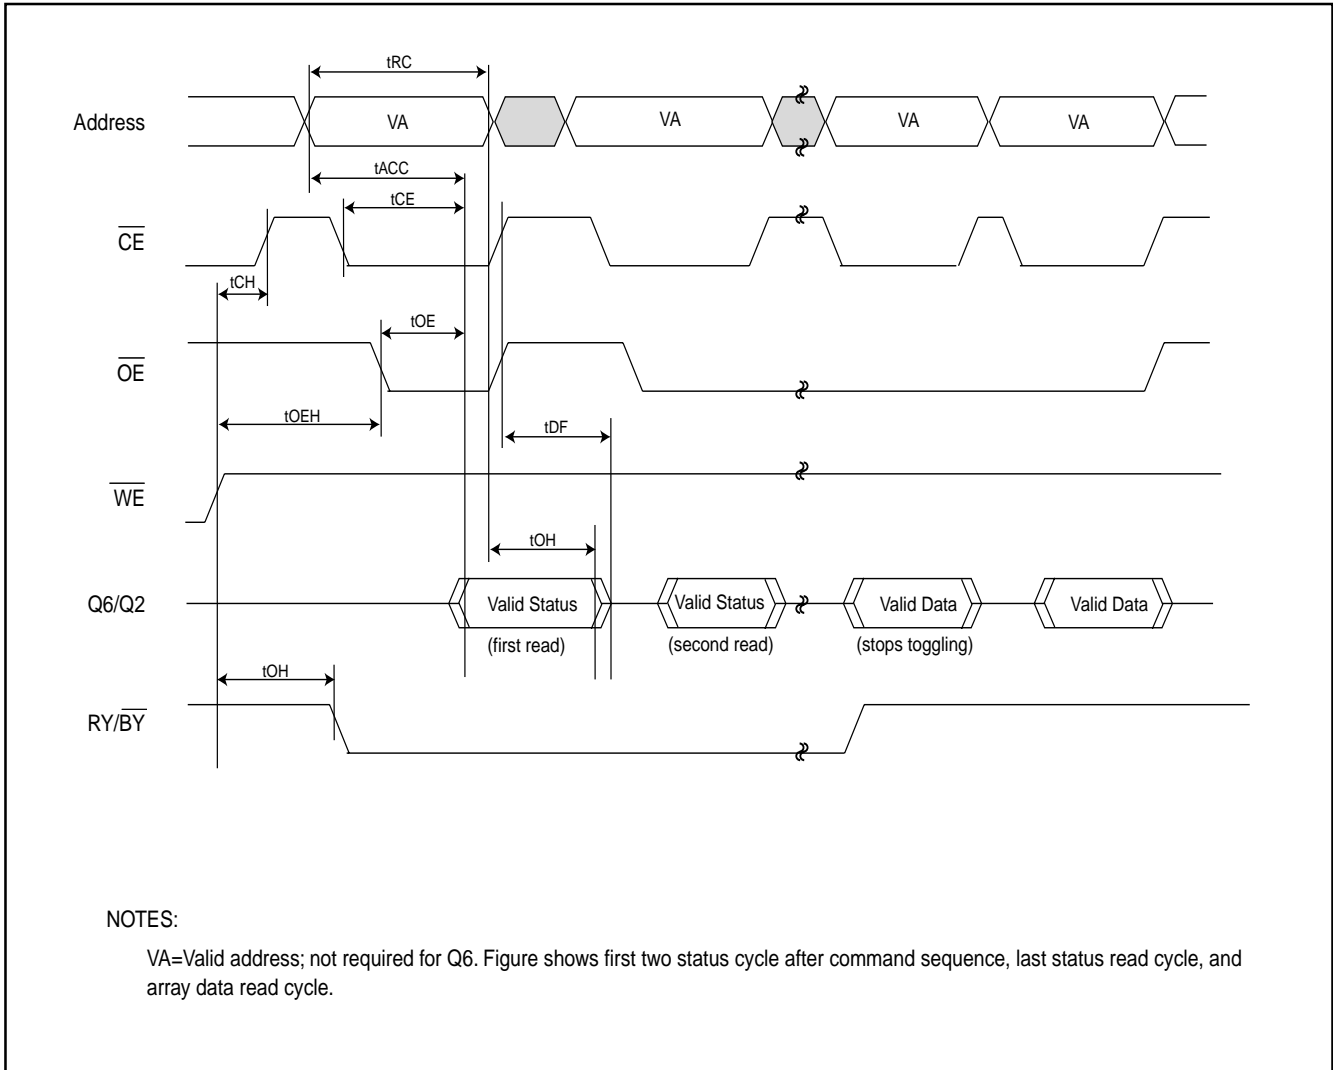 tRC
Address
VA
VA
VA
VA
tACC
tCE
CE
tCH
tOE
OE
tOEH
tDF
WE
tOH
Q6/Q2
Valid Status
Valid Status
Valid Data
Valid Data
(first read)
(second read)
(stops toggling)
tOH
RY/BY
NOTES:
VA=Valid address; not required for Q6. Figure shows first two status cycle after command sequence, last status read cycle, and
array data read cycle.